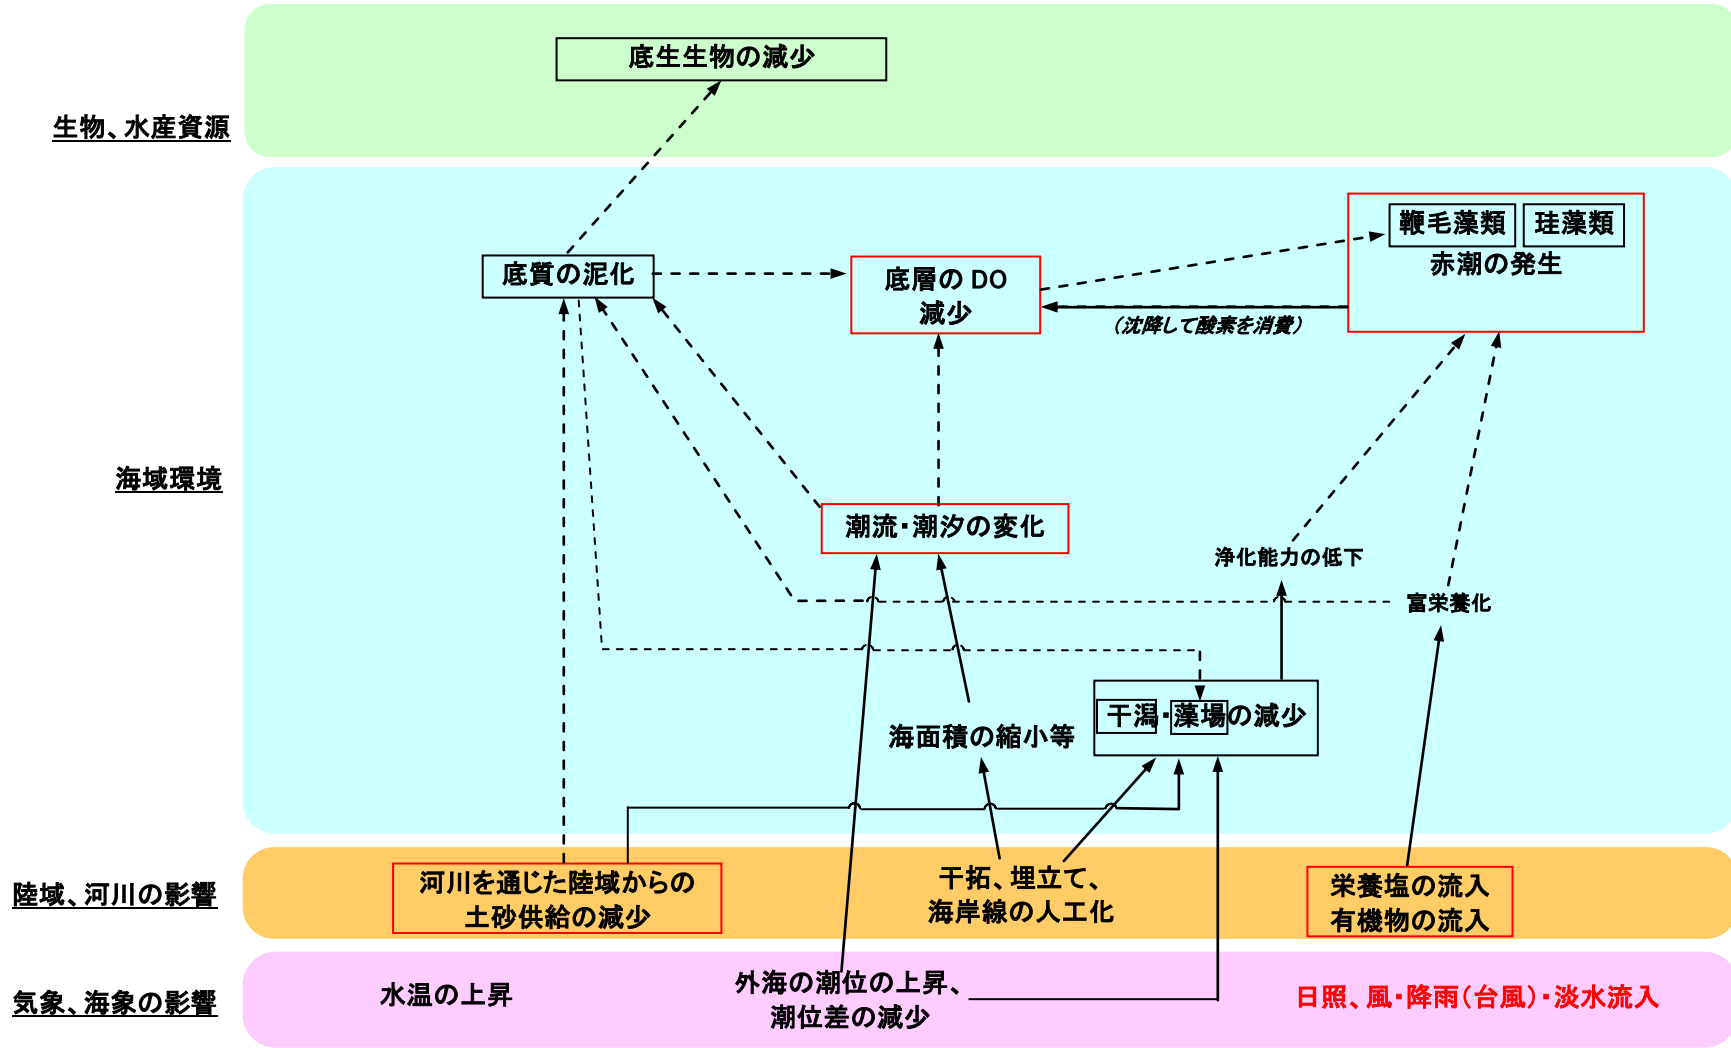 底生生物の減少
生物、水産資源
鞭毛藻類
珪藻類
赤潮の発生
底質の泥化
底層の DO
減少
（沈降して酸素を消費）
海域環境
潮流・潮汐の変化
浄化能力の低下
富栄養化
干潟・藻場の減少
海面積の縮小等
陸域、河川の影響
河川を通じた陸域からの
土砂供給の減少
干拓、埋立て、
海岸線の人工化
栄養塩の流入
有機物の流入
気象、海象の影響
水温の上昇
外海の潮位の上昇、
潮位差の減少
日照、風・降雨（台風）・淡水流入